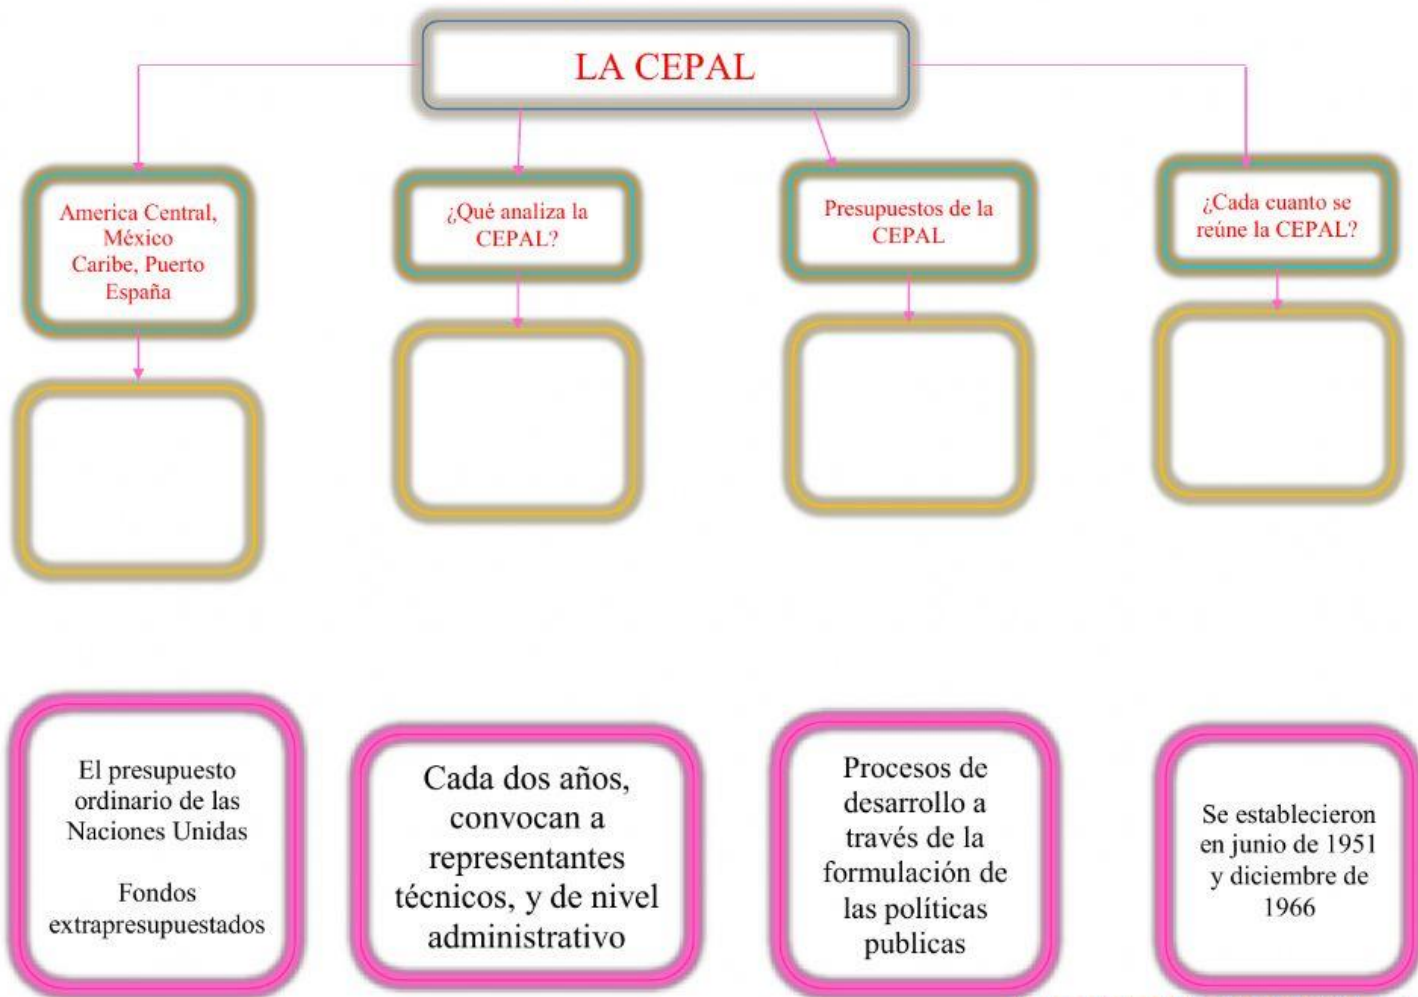 LA CEPAL
America Central,
México
Caribe, Puerto
España
¿Qué analiza la
CEPAL?
Presupuestos de la
CEPAL
¿Cada cuanto se
reúne la CEPAL?
El presupuesto
ordinario de las
Naciones Unidas
Fondos
extrapresupuestados
Cada dos años,
convocan a
representantes
técnicos, y de nivel
administrativo
Procesos de
desarrollo a
través de la
formulación de
las políticas
publicas
Se establecieron
en junio de 1951
y diciembre de
1966